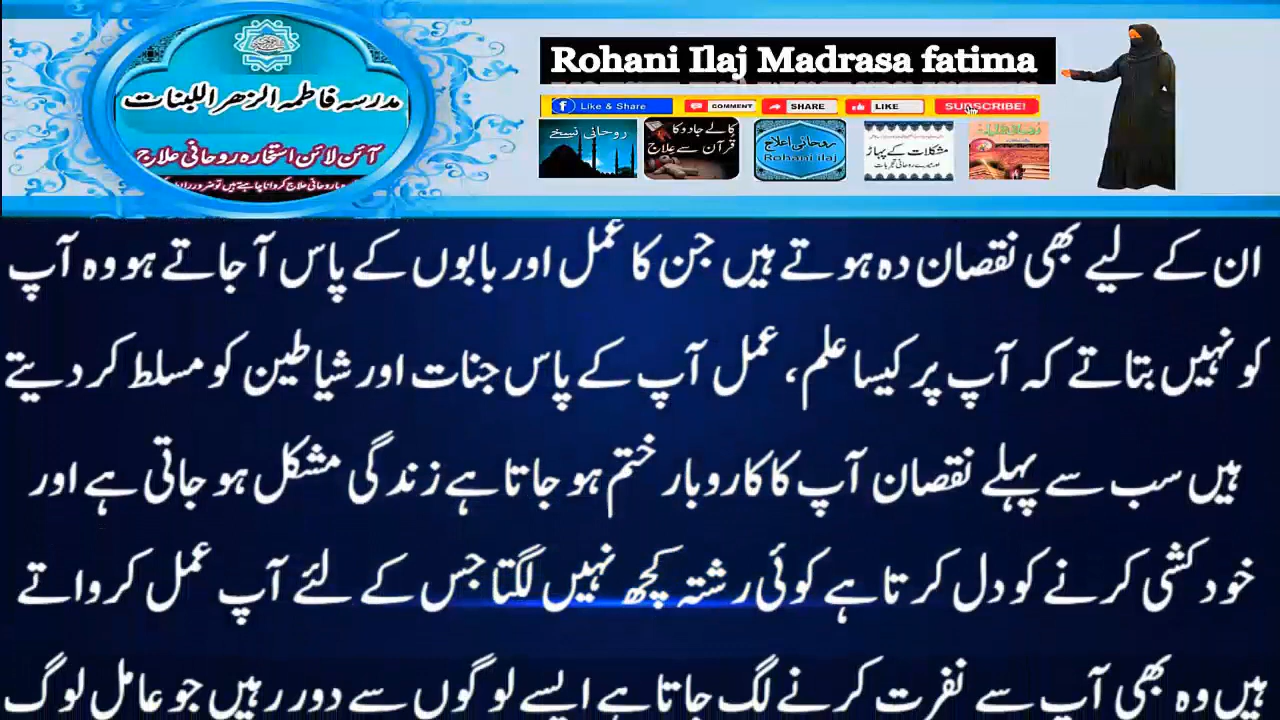 مدرسہ فاطمہ الزھراالبنات
آئن لائن استخارہ روحانی علاج
Rohani Ilaj Madrasa fatima
Like & Share
COMMENT
SHARE
LIKE
SUBSCRIBE!
روحانی نسخ
کالے جادو کا
قرآن سے علاج
روحانی علاج
Rohani ilaj
مشکلات کے پہاڑ
ان کے لیے بھی نقصان دہ ہوتے ہیں جن کا عمل اور بابوں کے پاس آ جاتے ہو وہ آپ
کو نہیں بتاتے کہ آپ پر کیسا علم، عمل آپ کے پاس جنات اور شیاطین کو مسلط کر دیتے
ہیں سب سے پہلے نقصان آپ کا کاروبار ختم ہو جاتا ہے زندگی مشکل ہو جاتی ہے اور
خودکشی کرنے کو دل کرتا ہے کوئی رشتہ کچھ نہیں لگتا جس کے لئے آپ عمل کرواتے
ہیں وہ بھی آپ سے نفرت کرنے لگ جاتا ہے ایسے لوگوں سے دور رہیں جو عامل لوگ